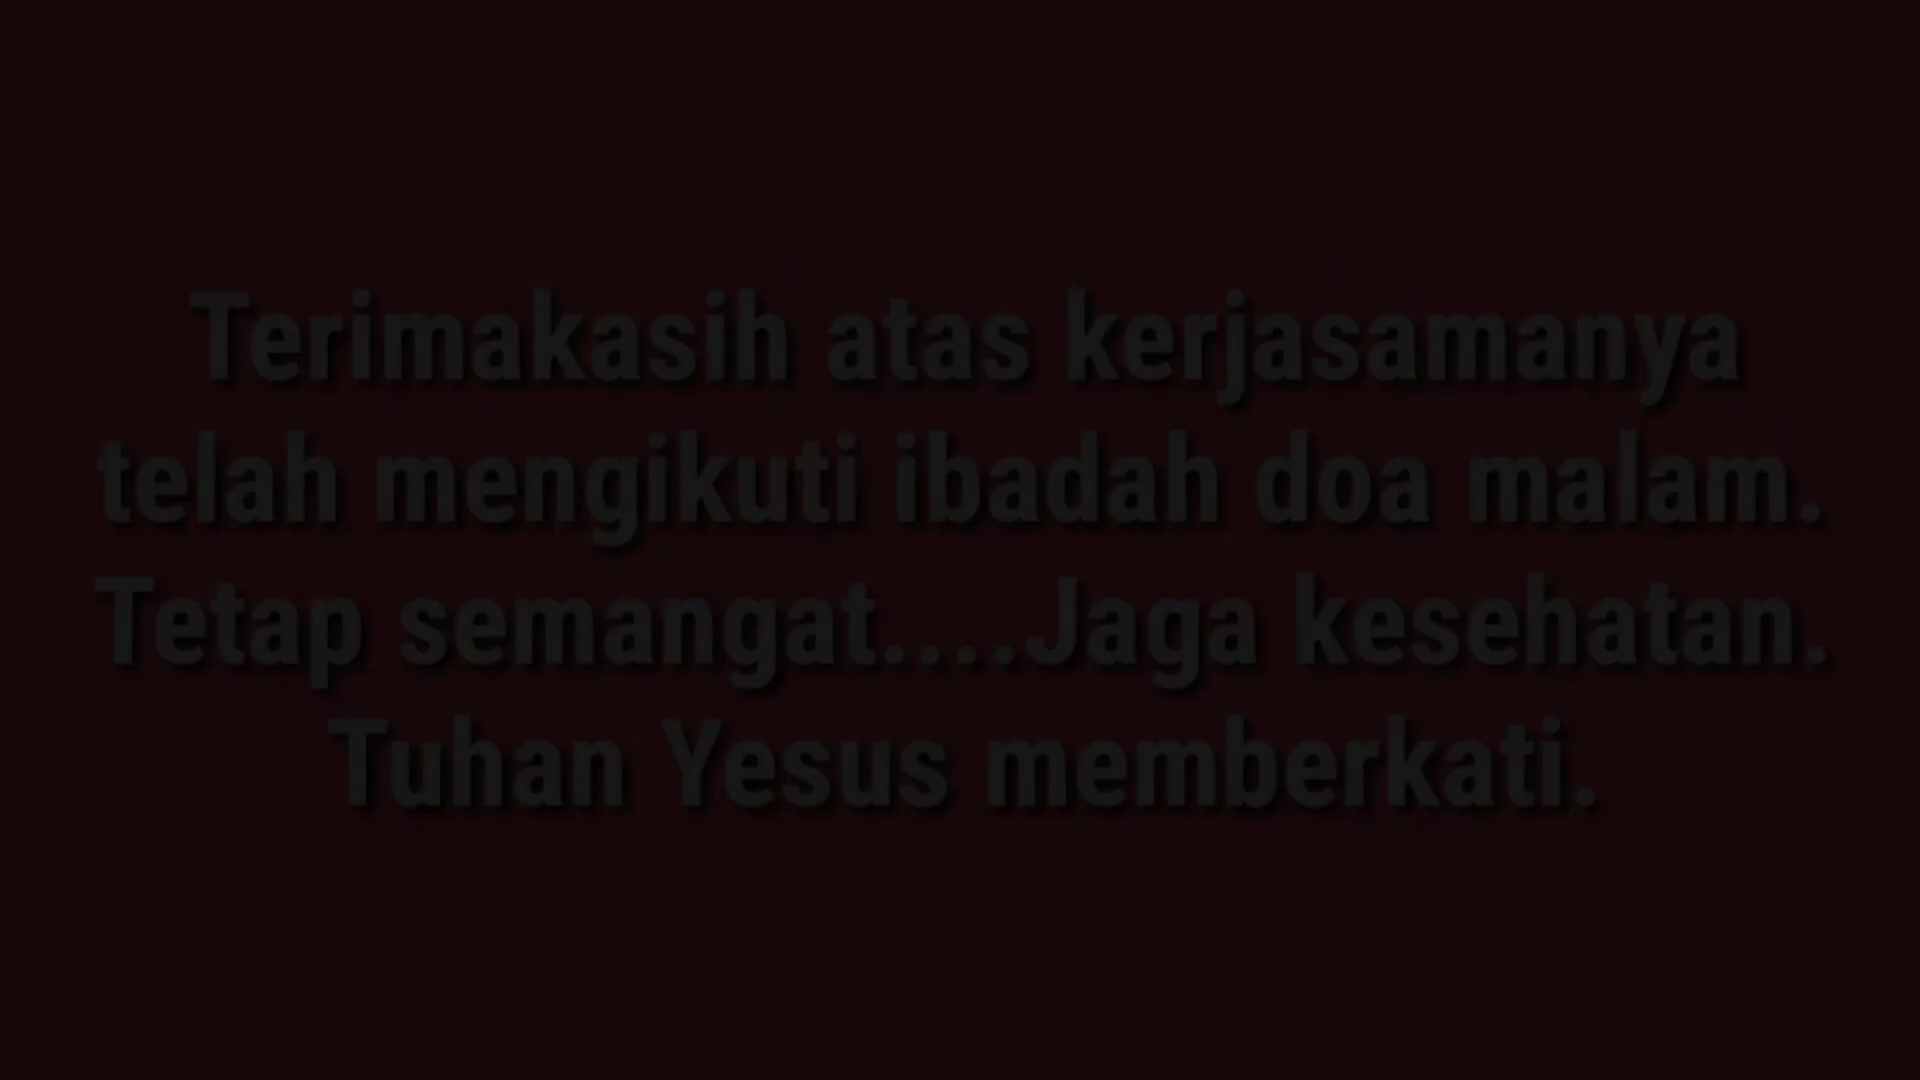 Terimakasih atas kerjasamanya
telah mengikuti ibadah doa malam.
Tetap semangat....Jaga kesehatan.
Tuhan Yesus memberkati.